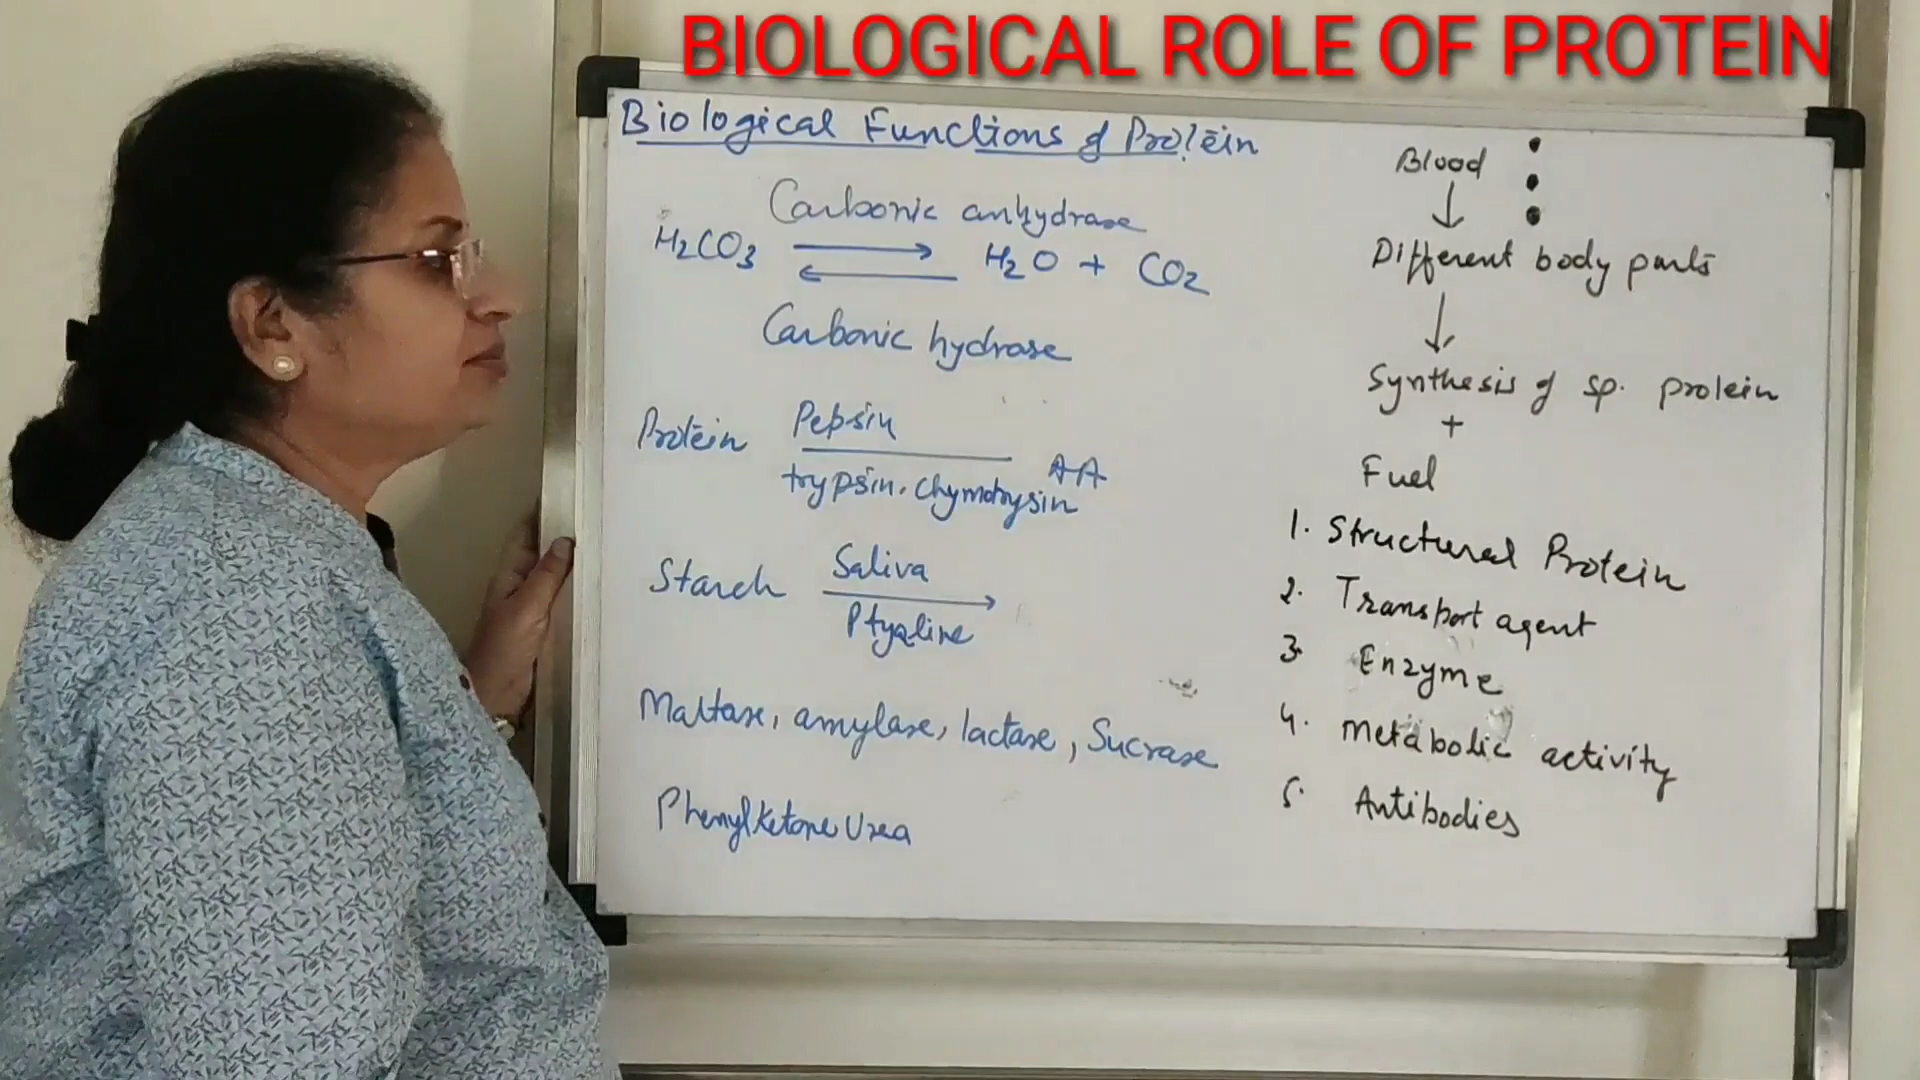 BIOLOGICAL ROLE OF PROTEIN
Biological Functions of Protein
Carbonic anhydrase
H2CO3 ⇌ H2O + CO2
Carbonic hydrase
Protein Pepsin AA
trypsin, Chymotrysin
Starch Saliva →
Ptyaline
Maltase, amylase, lactase, Sucrase
Phenylketone Urea
Blood
↓
Different body parts
↓
Synthesis of sp. protein
+
Fuel
1. Structural Protein
2. Transport agent
3. Enzyme
4. Metabolic activity
5. Antibodies